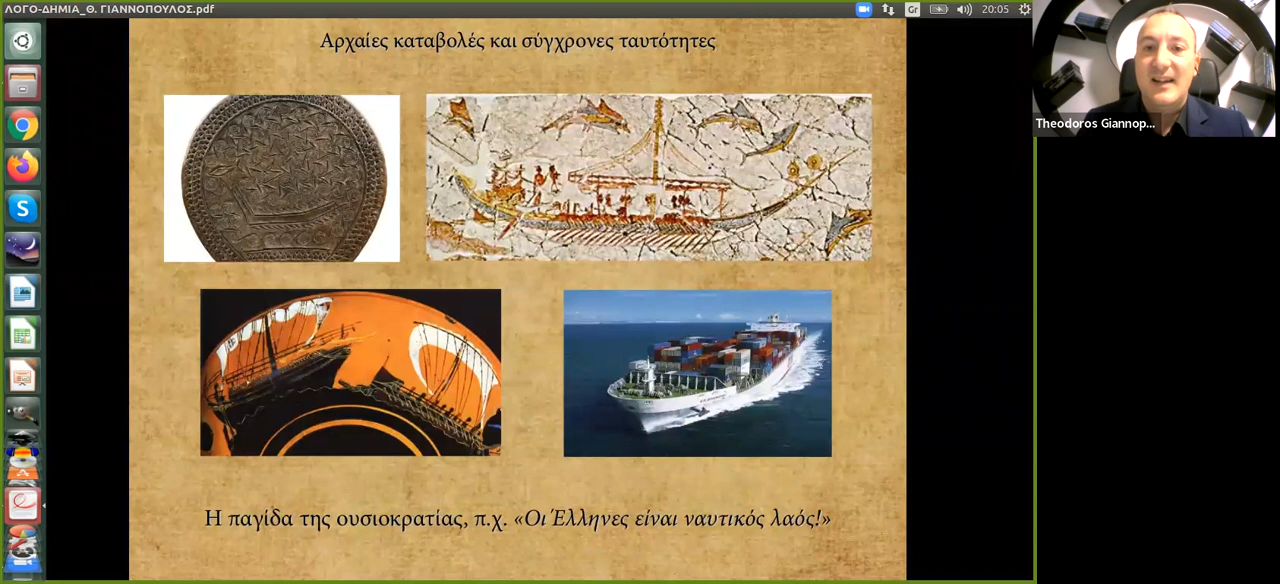 ΛΟΓΟ-ΔΗΜΙΑ_Θ. ΓΙΑΝΝΟΠΟΥΛΟΣ.pdf
Gr
20:05
Αρχαίες καταβολές και σύγχρονες ταυτότητες
Theodoros Giannop...
S
Η παγίδα της ουσιοκρατίας, π.χ. «Οι Έλληνες είναι ναυτικός λαός!»